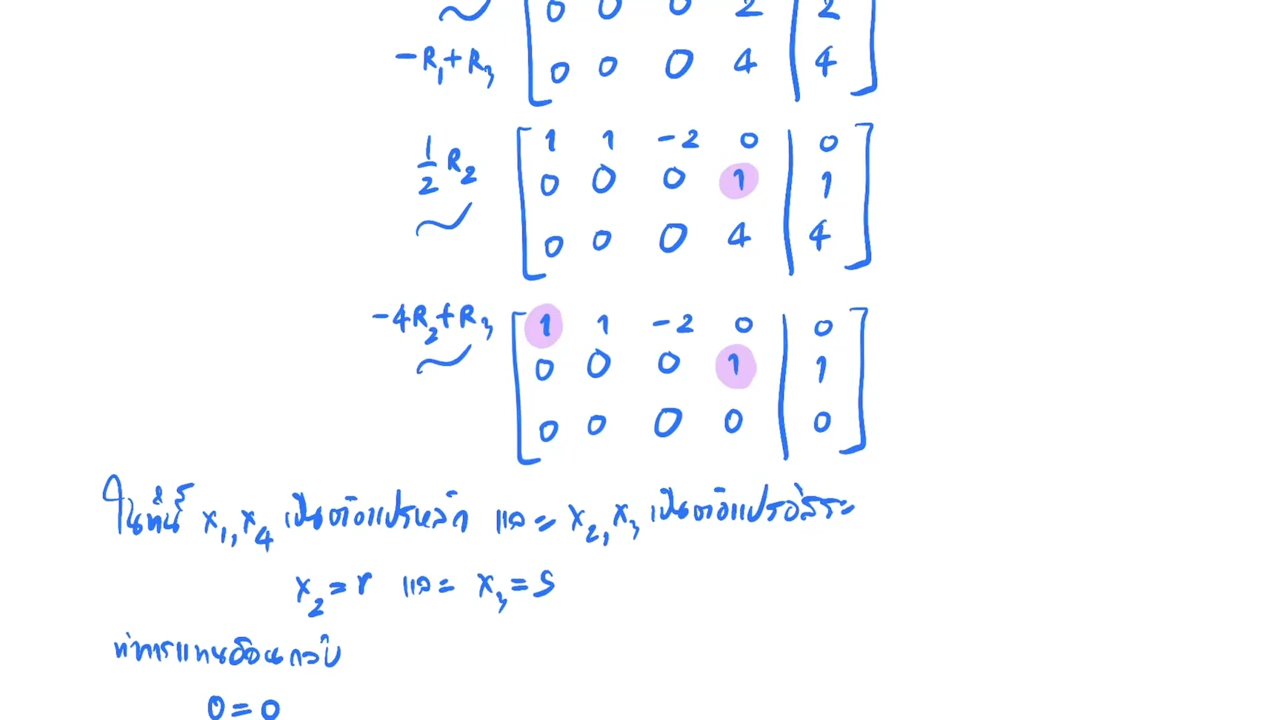 0 0 0 2 | 2
-R₁+R₃ 0 0 0 4 | 4
1 1 -2 0 | 0
½ R₂ 0 0 0 1 | 1
~ 0 0 0 4 | 4
-4R₂+R₃ 1 1 -2 0 | 0
~ 0 0 0 1 | 1
0 0 0 0 | 0
ในที่นี้ x₁, x₄ เป็นตัวแปรหลัก และ x₂, x₃ เป็นตัวแปรอิสระ
x₂ = r และ x₃ = s
ทำการแทนย้อนกลับ
0 = 0